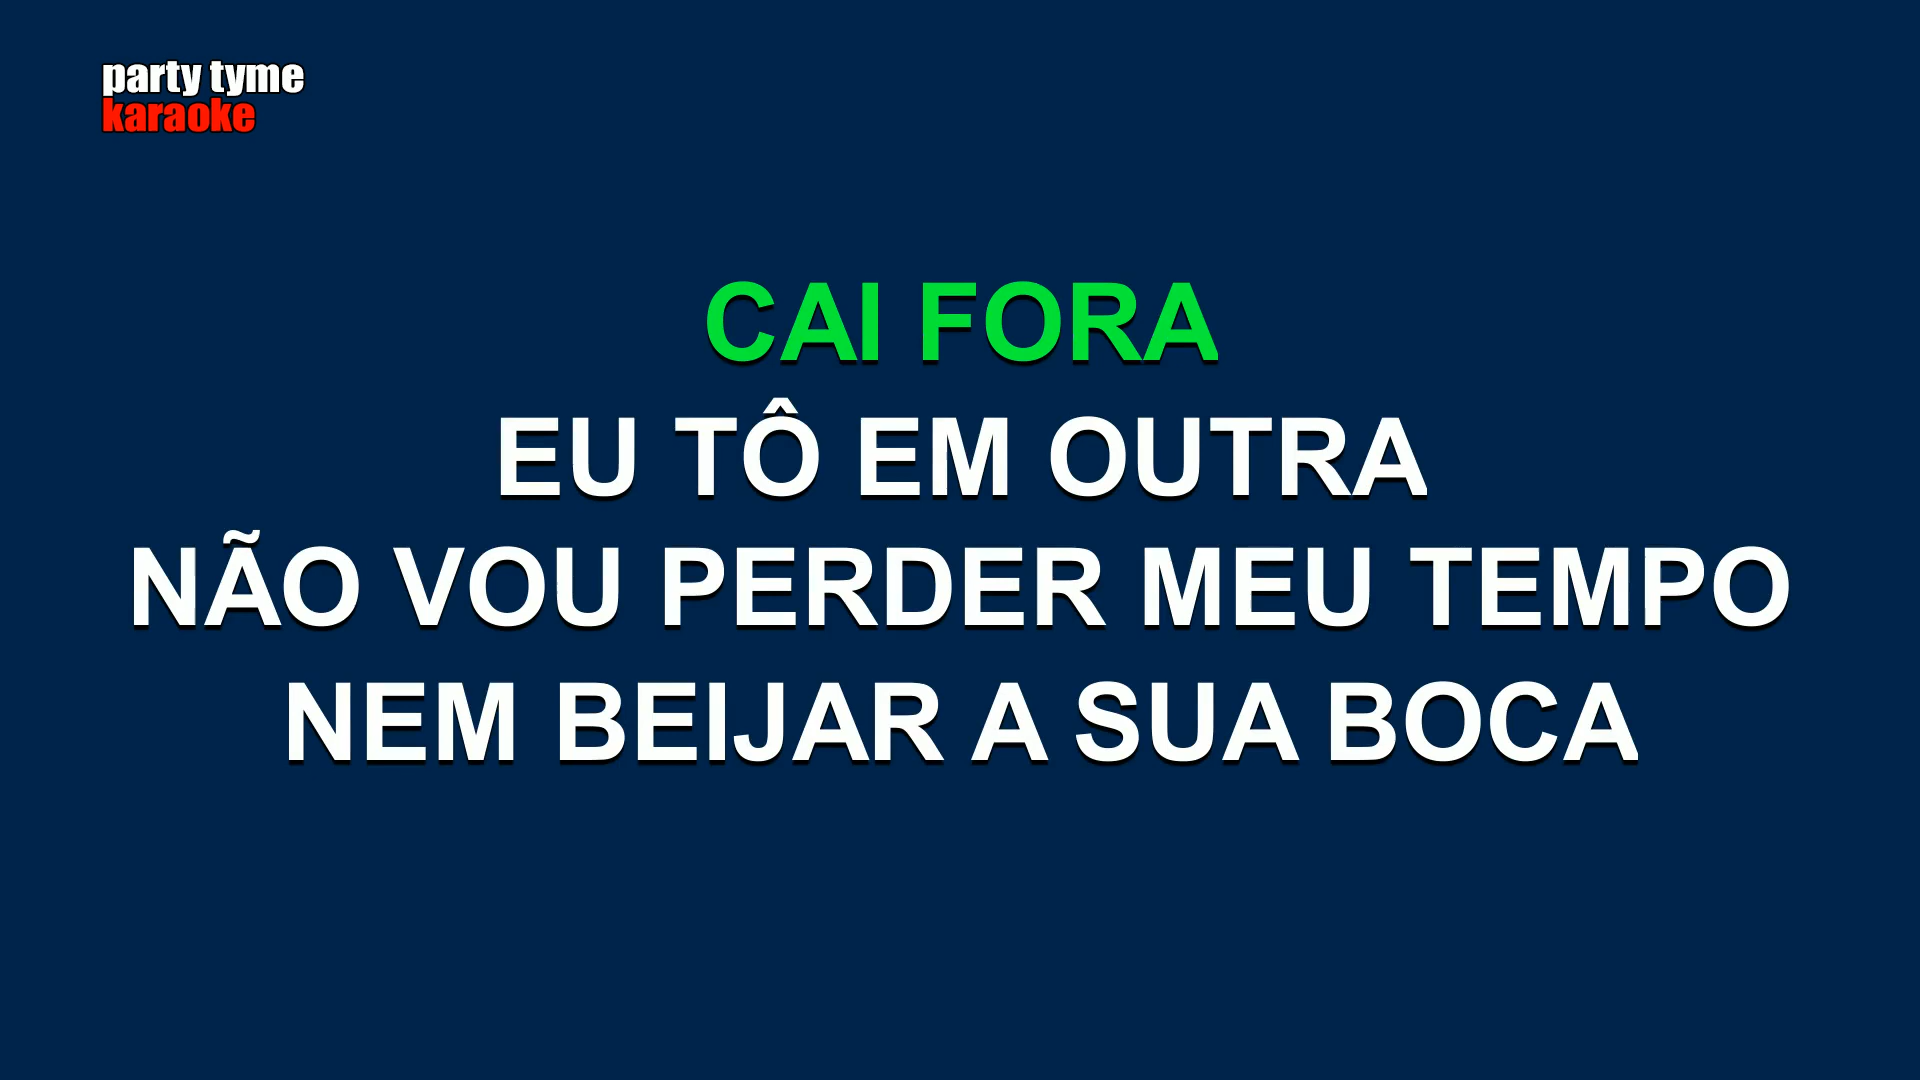 party tyme
karaoke
CAI FORA
EU TÔ EM OUTRA
NÃO VOU PERDER MEU TEMPO
NEM BEIJAR A SUA BOCA